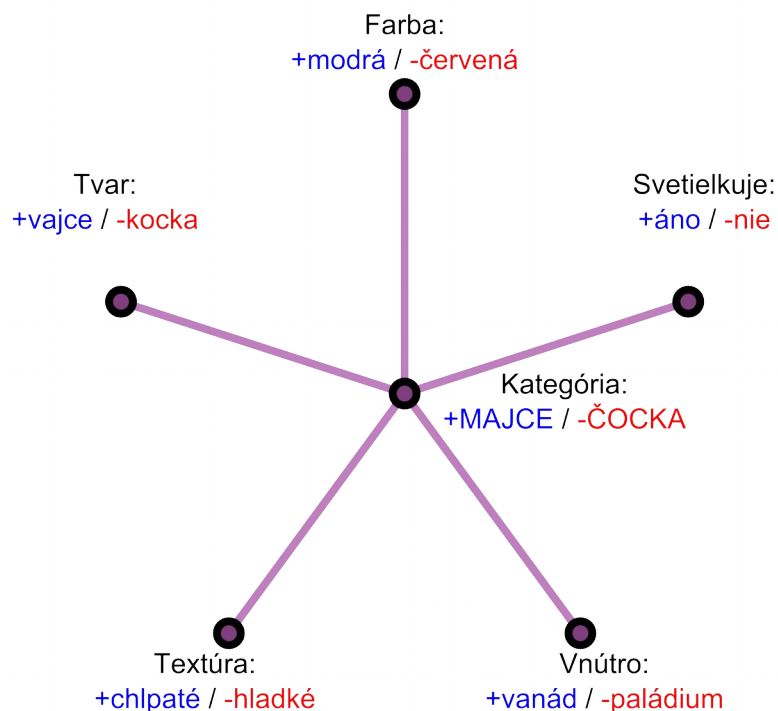 Farba:
+modrá / -červená
Tvar:
+vajce / -kocka
Svetielkuje:
+áno / -nie
Kategória:
+MAJCE / -ČOCKA
Textúra:
+chlpaté / -hladké
Vnútro:
+vanád / -paládium